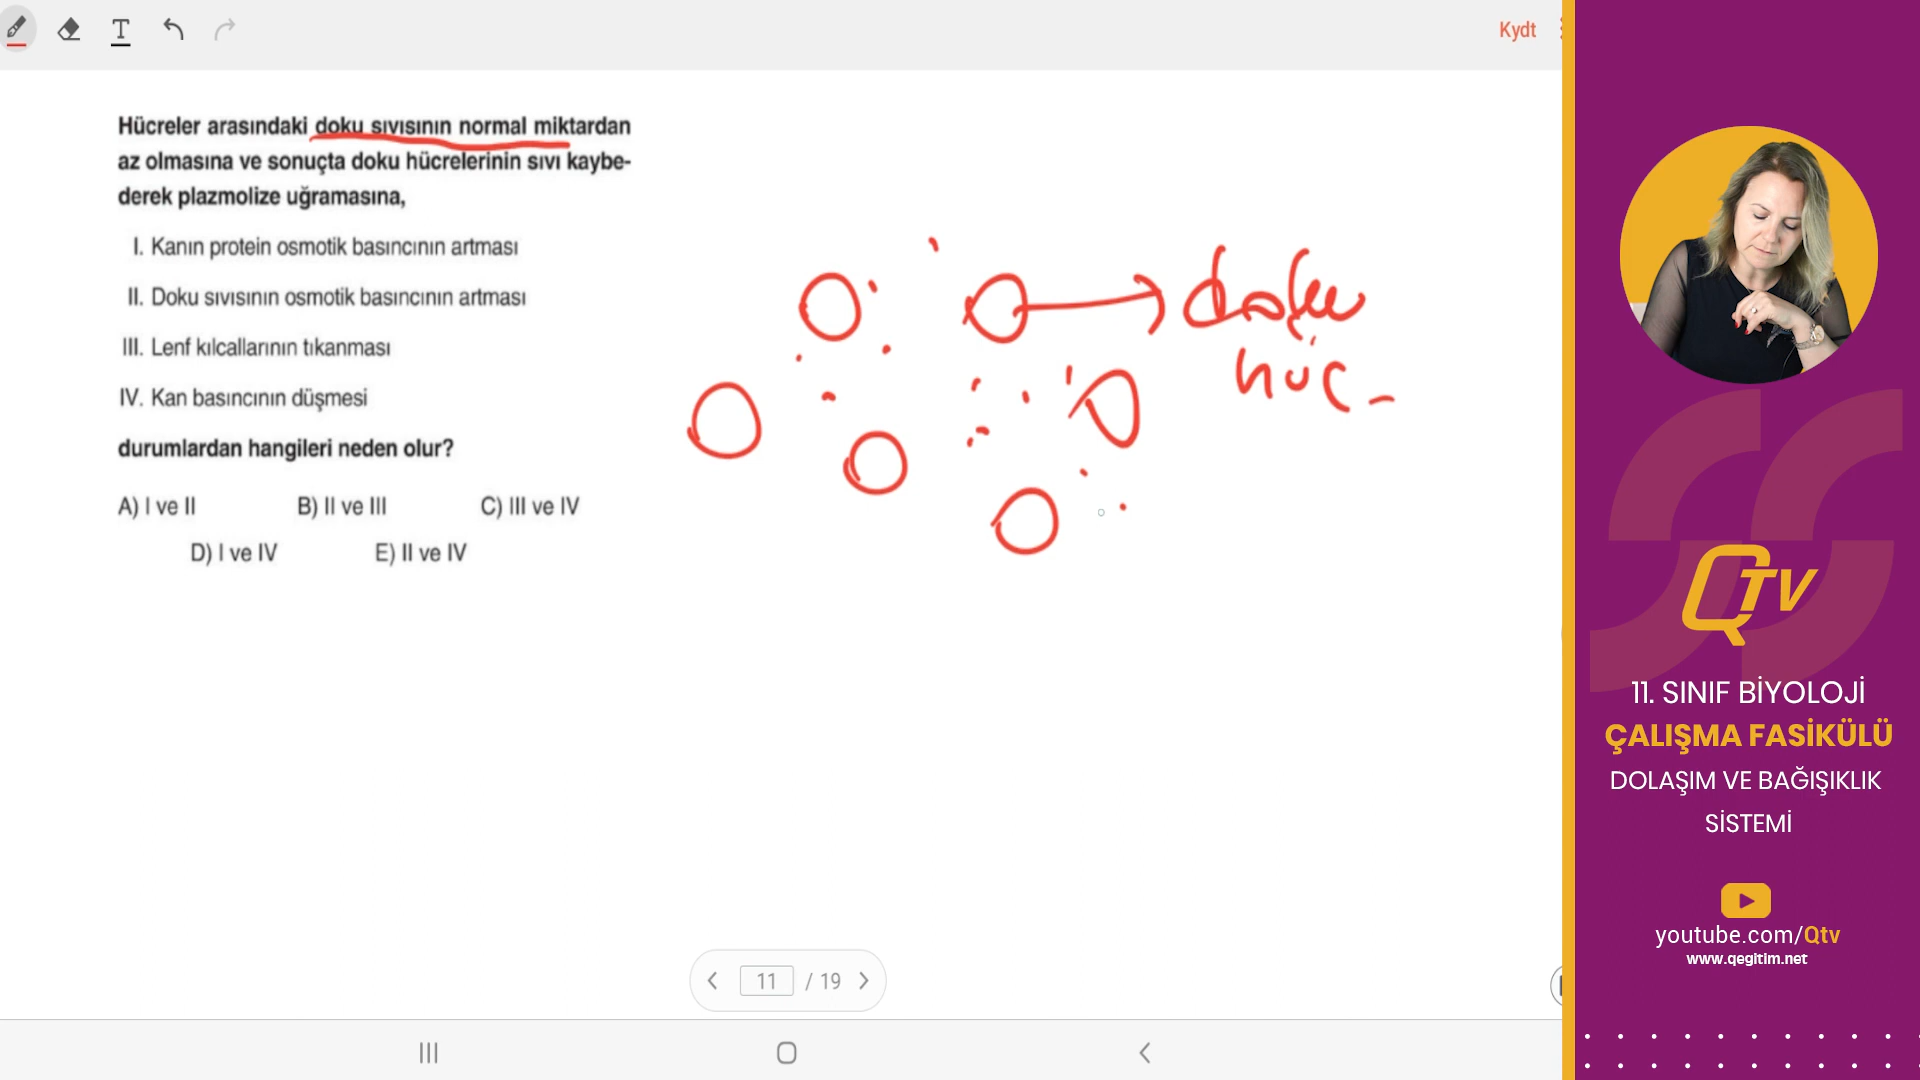 T
Kydt
Hücreler arasındaki doku sıvısının normal miktardan
az olmasına ve sonuçta doku hücrelerinin sıvı kaybe-
derek plazmolize uğramasına,
I. Kanın protein osmotik basıncının artması
II. Doku sıvısının osmotik basıncının artması
III. Lenf kılcallarının tıkanması
IV. Kan basıncının düşmesi
durumlardan hangileri neden olur?
A) I ve II B) II ve III C) III ve IV
D) I ve IV E) II ve IV
doku
hüc.
11 / 19
QTV
11. SINIF BİYOLOJİ
ÇALIŞMA FASİKÜLÜ
DOLAŞIM VE BAĞIŞIKLIK
SİSTEMİ
youtube.com/Qtv
www.qegitim.net